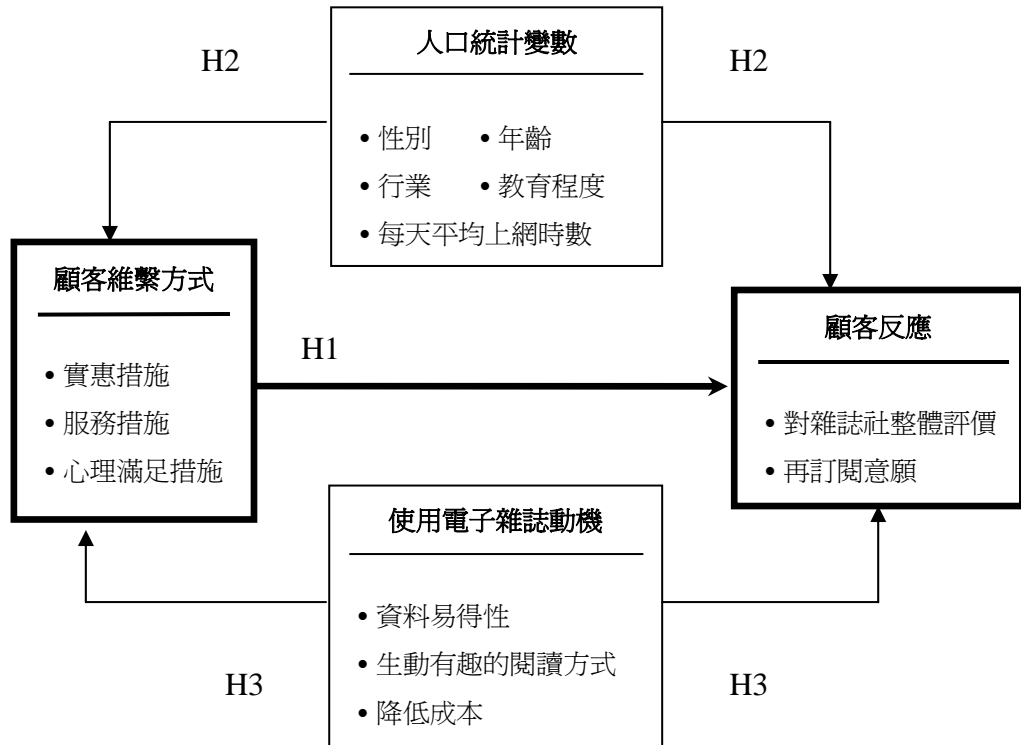 人口統計變數
H2
H2
• 性別 • 年齡
• 行業 • 教育程度
• 每天平均上網時數
顧客維繫方式
• 實惠措施
• 服務措施
• 心理滿足措施
H1
顧客反應
• 對雜誌社整體評價
• 再訂閱意願
使用電子雜誌動機
• 資料易得性
• 生動有趣的閱讀方式
• 降低成本
H3
H3